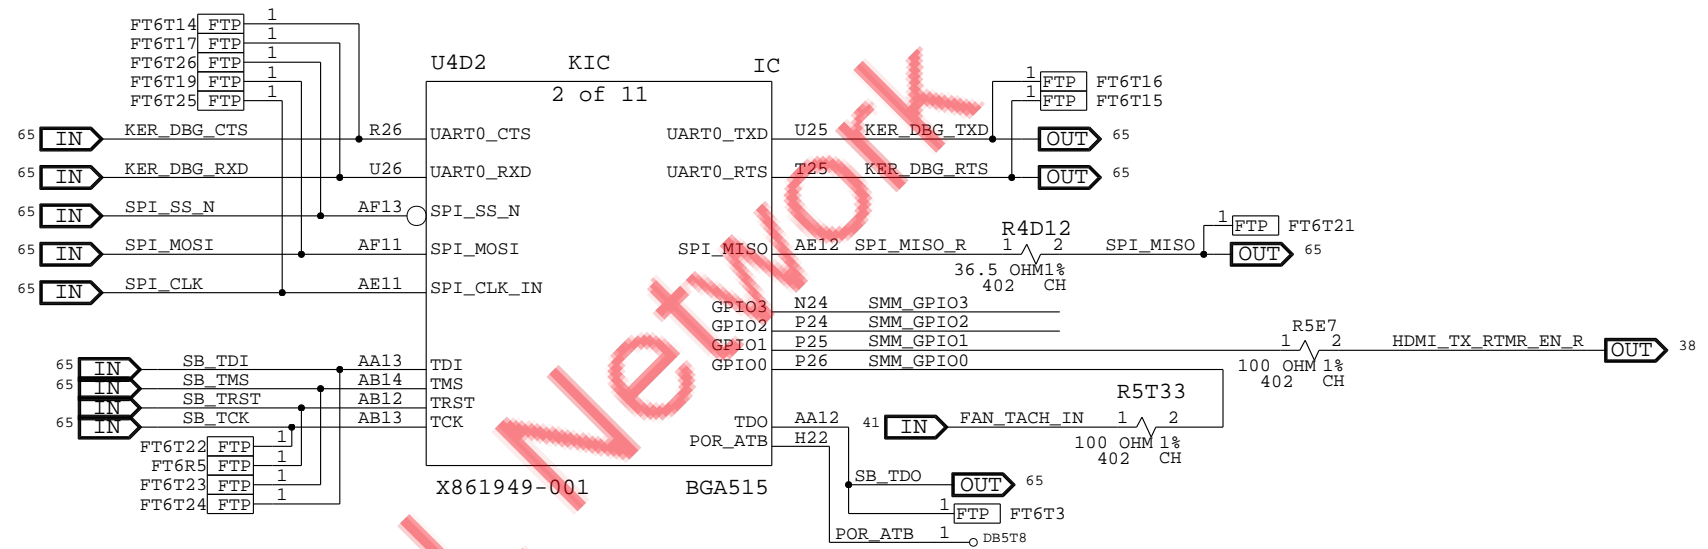 FT6T14 FTP 1
FT6T17 FTP 1
FT6T26 FTP 1
FT6T19 FTP 1
FT6T25 FTP 1
U4D2 KIC IC
2 of 11
1 FTP FT6T16
1 FTP FT6T15
65 IN KER_DBG_CTS R26 UART0_CTS UART0_TXD U25 KER_DBG_TXD OUT 65
65 IN KER_DBG_RXD U26 UART0_RXD UART0_RTS T25 KER_DBG_RTS OUT 65
65 IN SPI_SS_N AF13 SPI_SS_N
1 FTP FT6T21
R4D12
65 IN SPI_MOSI AF11 SPI_MOSI SPI_MISO AE12 SPI_MISO_R 1 2 SPI_MISO OUT 65
36.5 OHM 1%
402 CH
65 IN SPI_CLK AE11 SPI_CLK_IN
GPIO3 N24 SMM_GPIO3
GPIO2 P24 SMM_GPIO2
R5E7
GPIO1 P25 SMM_GPIO1 1 2 HDMI_TX_RTMR_EN_R OUT 38
100 OHM 1%
402 CH
65 IN SB_TDI AA13 TDI GPIO0 P26 SMM_GPIO0
65 IN SB_TMS AB14 TMS
IN SB_TRST AB12 TRST
65 IN SB_TCK AB13 TCK
R5T33
TDO AA12 41 IN FAN_TACH_IN 1 2
100 OHM 1%
402 CH
POR_ATB H22
FT6T22 FTP 1
FT6R5 FTP 1
FT6T23 FTP 1
FT6T24 FTP 1
X861949-001 BGA515
SB_TDO OUT 65
1 FTP FT6T3
POR_ATB 1 DB5T8
Network